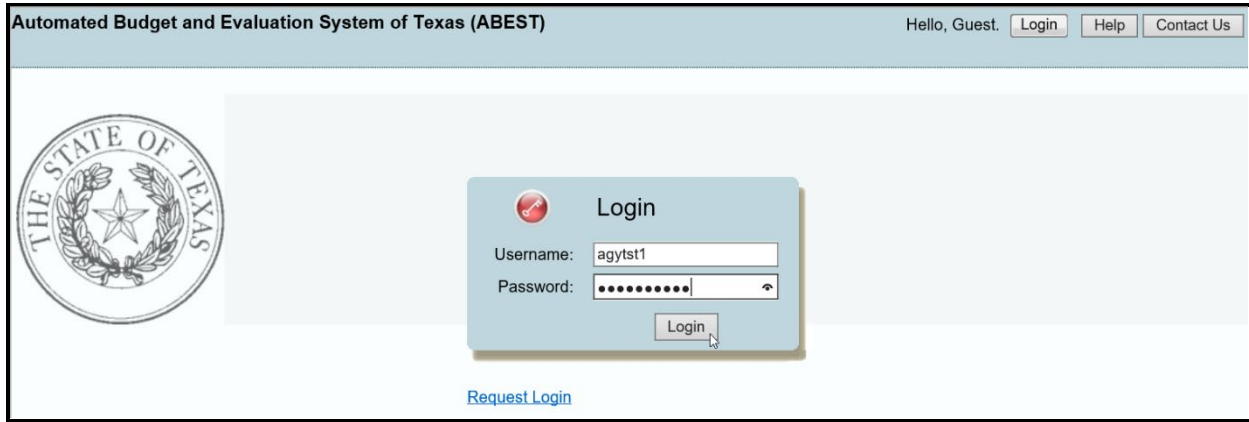 Automated Budget and Evaluation System of Texas (ABEST)
Hello, Guest. Login Help Contact Us
THE STATE OF TEXAS
Login
Username: agytst1
Password: ●●●●●●●●●●
Login
Request Login